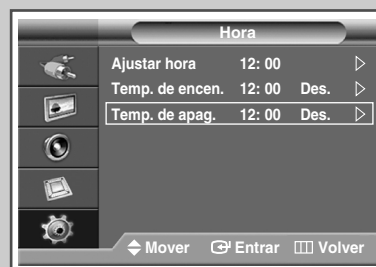 Hora
Ajustar hora 12: 00
Temp. de encen. 12: 00 Des.
Temp. de apag. 12: 00 Des.
Mover Entrar Volver